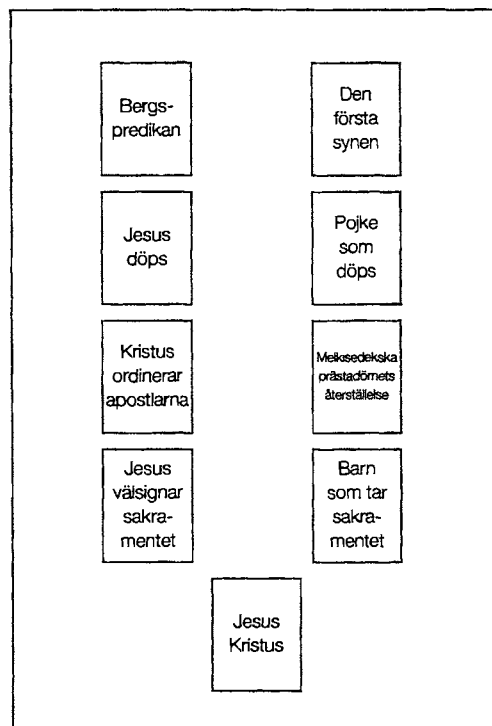 Bergs-
predikan
Den
första
synen
Jesus
döps
Pojke
som
döps
Kristus
ordinerar
apostlarna
Melkisedekska
prästadömets
återställelse
Jesus
välsignar
sakra-
mentet
Barn
som tar
sakra-
mentet
Jesus
Kristus